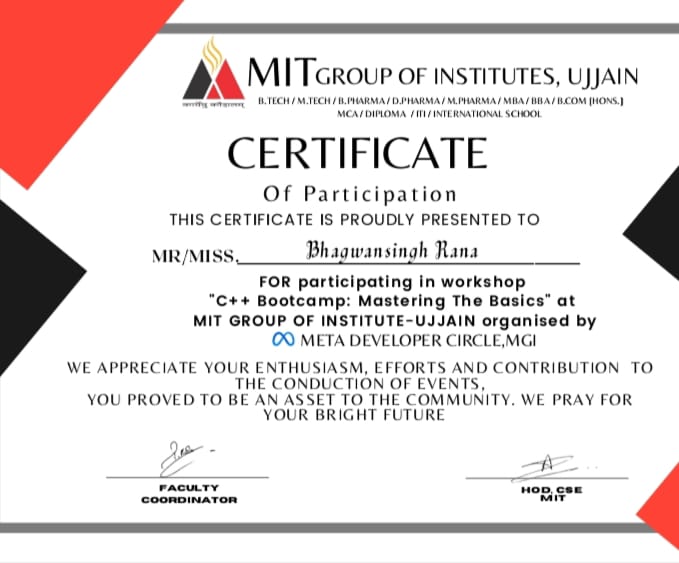 MIT GROUP OF INSTITUTES, UJJAIN
B.TECH / M.TECH / B.PHARMA / D.PHARMA / M.PHARMA / MBA / BBA / B.COM [HONS.]
MCA / DIPLOMA / ITI / INTERNATIONAL SCHOOL
CERTIFICATE
Of Participation
THIS CERTIFICATE IS PROUDLY PRESENTED TO
MR/MISS. Bhagwansingh Rana
FOR participating in workshop
"C++ Bootcamp: Mastering The Basics" at
MIT GROUP OF INSTITUTE-UJJAIN organised by
META DEVELOPER CIRCLE,MGI
WE APPRECIATE YOUR ENTHUSIASM, EFFORTS AND CONTRIBUTION TO
THE CONDUCTION OF EVENTS,
YOU PROVED TO BE AN ASSET TO THE COMMUNITY. WE PRAY FOR
YOUR BRIGHT FUTURE
FACULTY
COORDINATOR
HOD, CSE
MIT